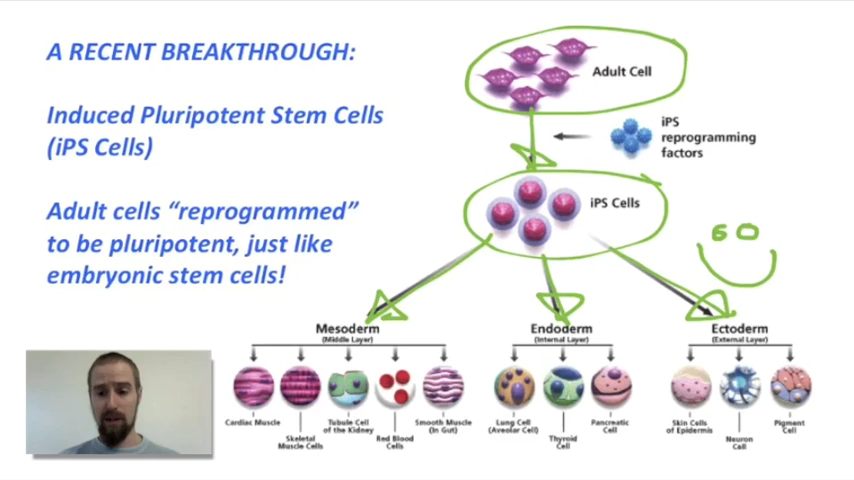 A RECENT BREAKTHROUGH:
Induced Pluripotent Stem Cells
(iPS Cells)
Adult cells “reprogrammed”
to be pluripotent, just like
embryonic stem cells!
Adult Cell
iPS
reprogramming
factors
iPS Cells
Mesoderm
(Middle Layer)
Endoderm
(Internal Layer)
Ectoderm
(External Layer)
Cardiac Muscle
Skeletal
Muscle Cells
Tubule Cell
of the Kidney
Red Blood
Cells
Smooth Muscle
(In Gut)
Lung Cell
(Aveolar Cell)
Thyroid
Cell
Pancreatic
Cell
Skin Cells
of Epidermis
Neuron
Cell
Pigment
Cell